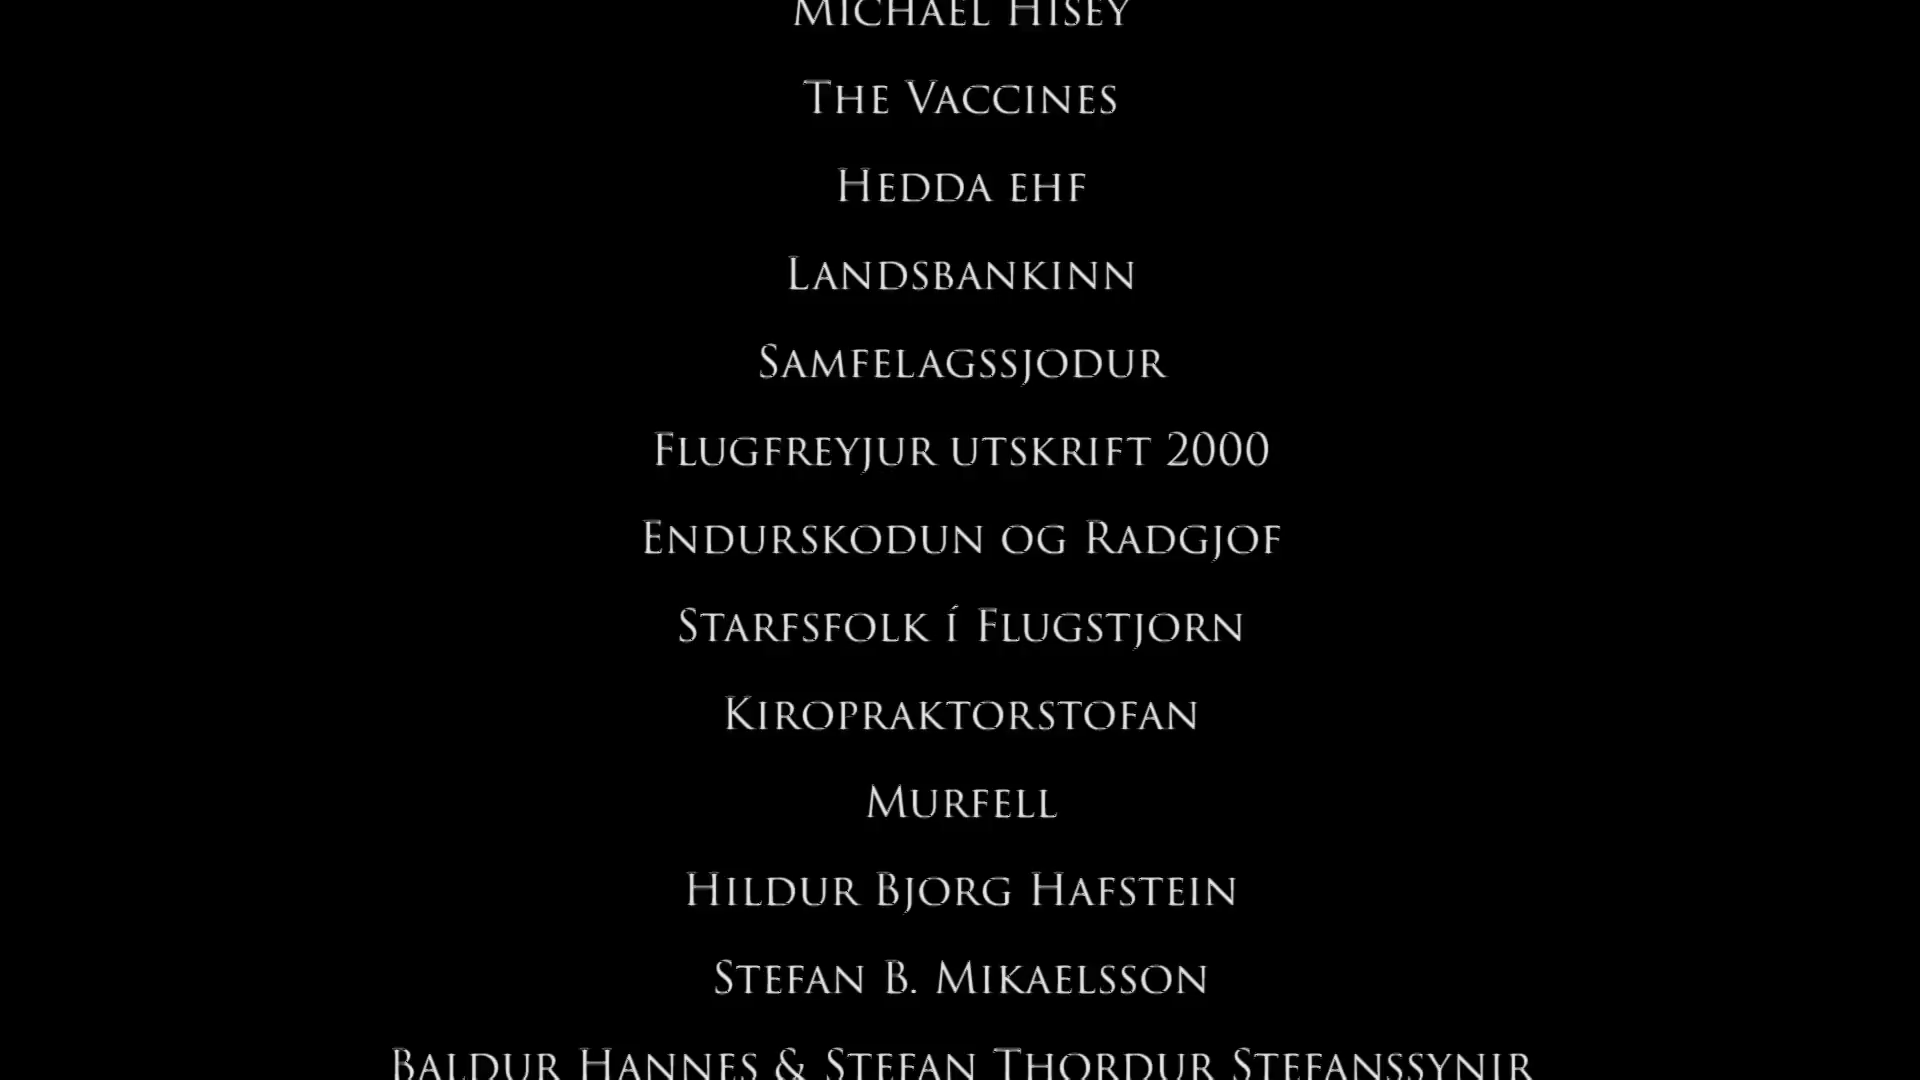 Michael Hisey
The Vaccines
Hedda ehf
Landsbankinn
Samfelagssjodur
Flugfreyjur utskrift 2000
Endurskodun og Radgjof
Starfsfolk í Flugstjorn
Kiropraktorstofan
Murfell
Hildur Bjorg Hafstein
Stefan B. Mikaelsson
Baldur Hannes & Stefan Thordur Stefanssynir